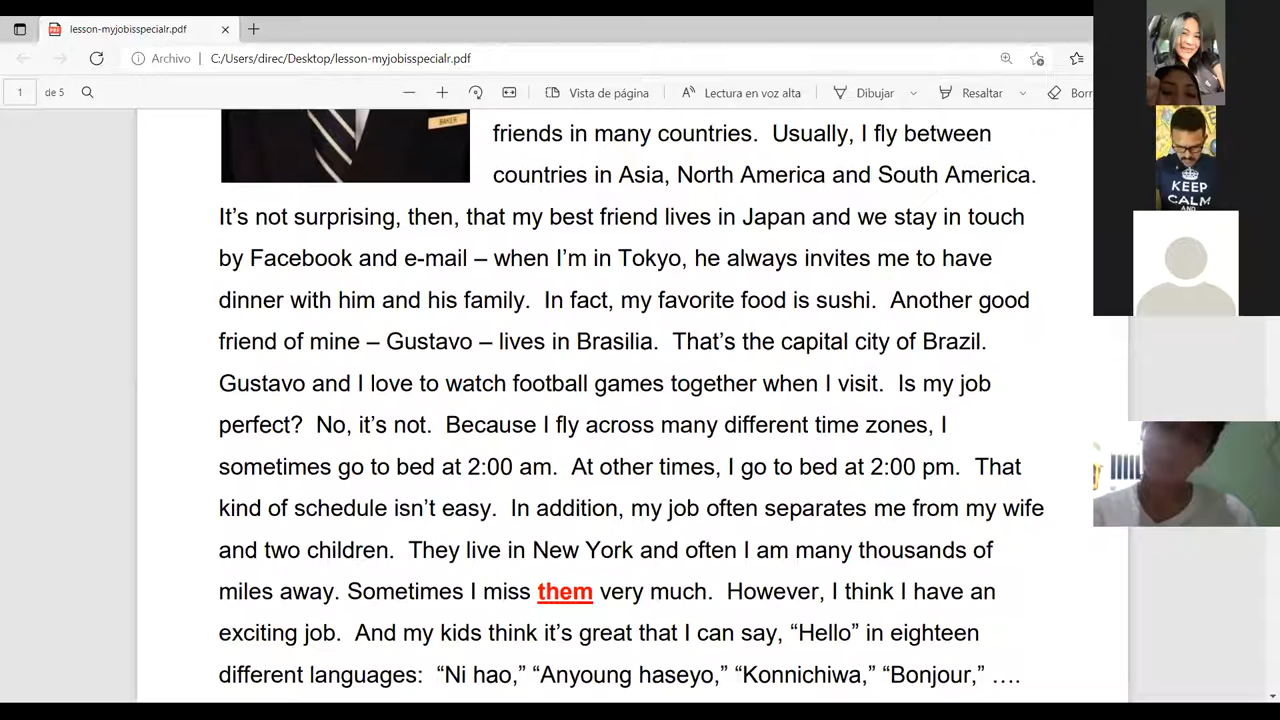 lesson-myjobisspecialr.pdf
Archivo C:/Users/direc/Desktop/lesson-myjobisspecialr.pdf
1 de 5 Vista de página Lectura en voz alta Dibujar Resaltar Borr
BAKER
friends in many countries. Usually, I fly between
countries in Asia, North America and South America.
It’s not surprising, then, that my best friend lives in Japan and we stay in touch
by Facebook and e-mail – when I’m in Tokyo, he always invites me to have
dinner with him and his family. In fact, my favorite food is sushi. Another good
friend of mine – Gustavo – lives in Brasilia. That’s the capital city of Brazil.
Gustavo and I love to watch football games together when I visit. Is my job
perfect? No, it’s not. Because I fly across many different time zones, I
sometimes go to bed at 2:00 am. At other times, I go to bed at 2:00 pm. That
kind of schedule isn’t easy. In addition, my job often separates me from my wife
and two children. They live in New York and often I am many thousands of
miles away. Sometimes I miss them very much. However, I think I have an
exciting job. And my kids think it’s great that I can say, “Hello” in eighteen
different languages: “Ni hao,” “Anyoung haseyo,” “Konnichiwa,” “Bonjour,” ….
KEEP
CALM
AND